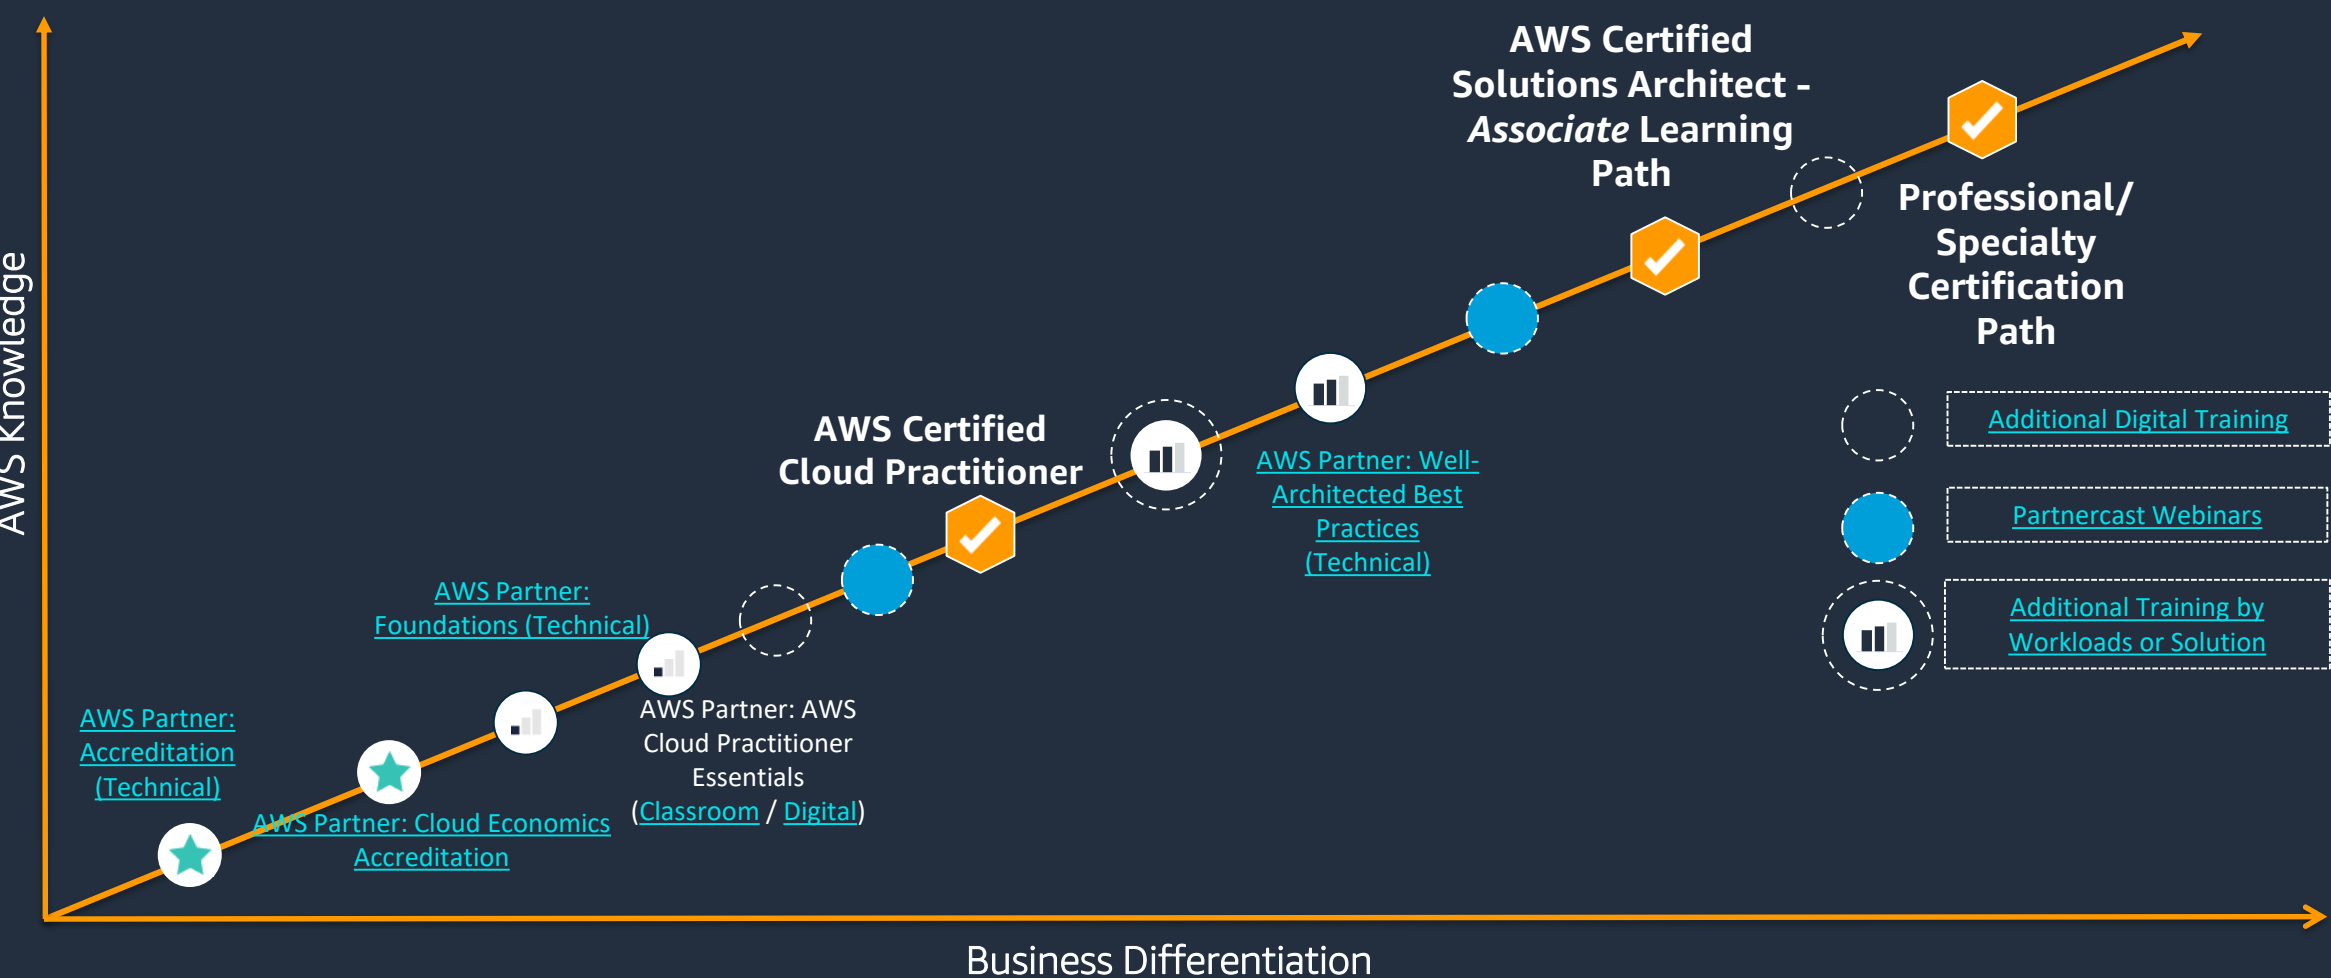 AWS Knowledge
AWS Certified
Solutions Architect -
Associate Learning
Path
Professional/
Specialty
Certification
Path
AWS Certified
Cloud Practitioner
AWS Partner: Well-
Architected Best
Practices
(Technical)
AWS Partner:
Foundations (Technical)
AWS Partner: AWS
Cloud Practitioner
Essentials
(Classroom / Digital)
AWS Partner:
Accreditation
(Technical)
AWS Partner: Cloud Economics
Accreditation
Additional Digital Training
Partnercast Webinars
Additional Training by
Workloads or Solution
Business Differentiation